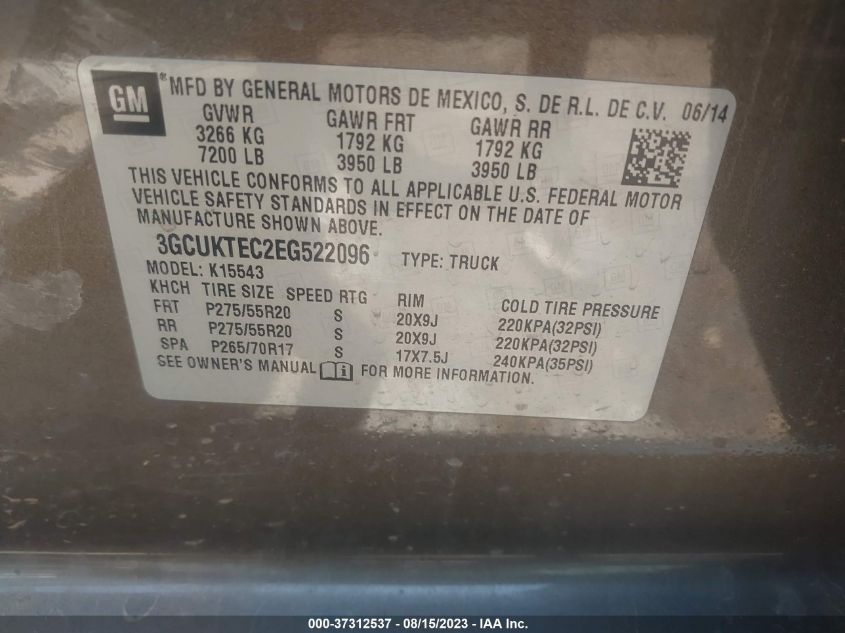 GM
® MFD BY GENERAL MOTORS DE MEXICO, S. DE R.L. DE C.V. 06/14
GVWR GAWR FRT GAWR RR
3266 KG 1792 KG 1792 KG
7200 LB 3950 LB 3950 LB
THIS VEHICLE CONFORMS TO ALL APPLICABLE U.S. FEDERAL MOTOR
VEHICLE SAFETY STANDARDS IN EFFECT ON THE DATE OF
MANUFACTURE SHOWN ABOVE.
3GCUKTEC2EG522096 TYPE: TRUCK
MODEL: K15543
KHCH TIRE SIZE SPEED RTG RIM COLD TIRE PRESSURE
FRT P275/55R20 S 20X9J 220KPA(32PSI)
RR P275/55R20 S 20X9J 220KPA(32PSI)
SPA P265/70R17 S 17X7.5J 240KPA(35PSI)
SEE OWNER'S MANUAL FOR MORE INFORMATION.
000-37312537 - 08/15/2023 - IAA Inc.